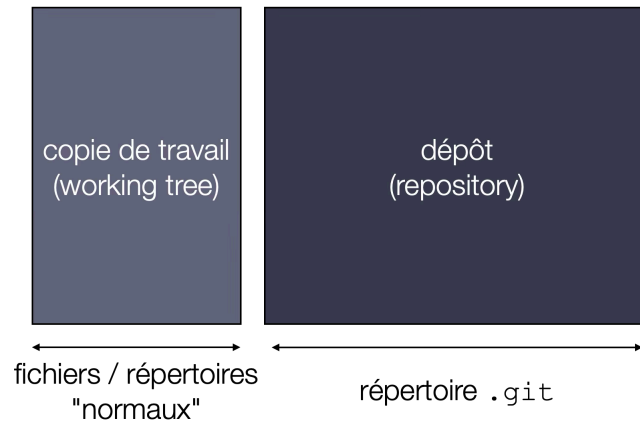 copie de travail
(working tree)
dépôt
(repository)
fichiers / répertoires
"normaux"
répertoire .git